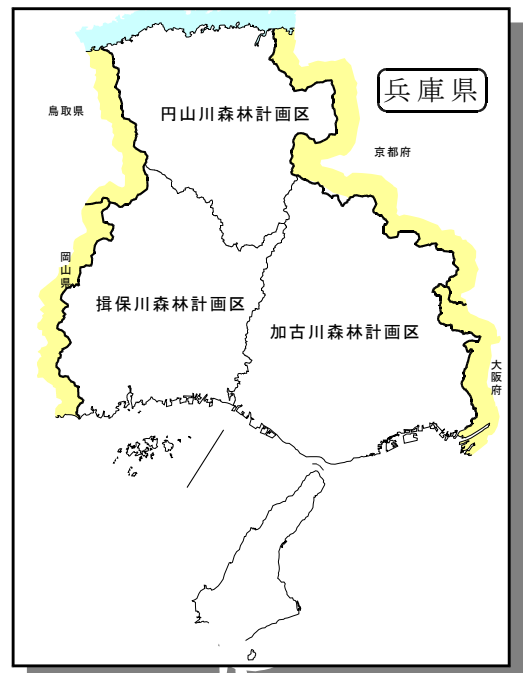 兵庫県
鳥取県
円山川森林計画区
京都府
岡山県
揖保川森林計画区
加古川森林計画区
大阪府